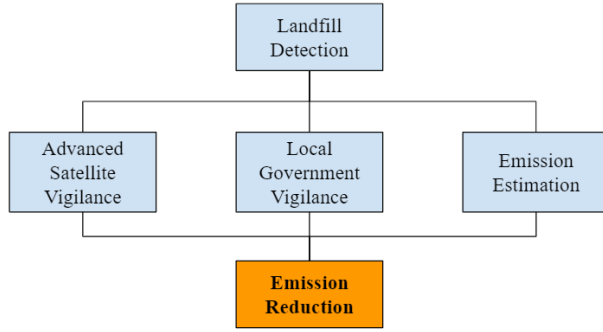 Landfill
Detection
Advanced
Satellite
Vigilance
Local
Government
Vigilance
Emission
Estimation
Emission
Reduction